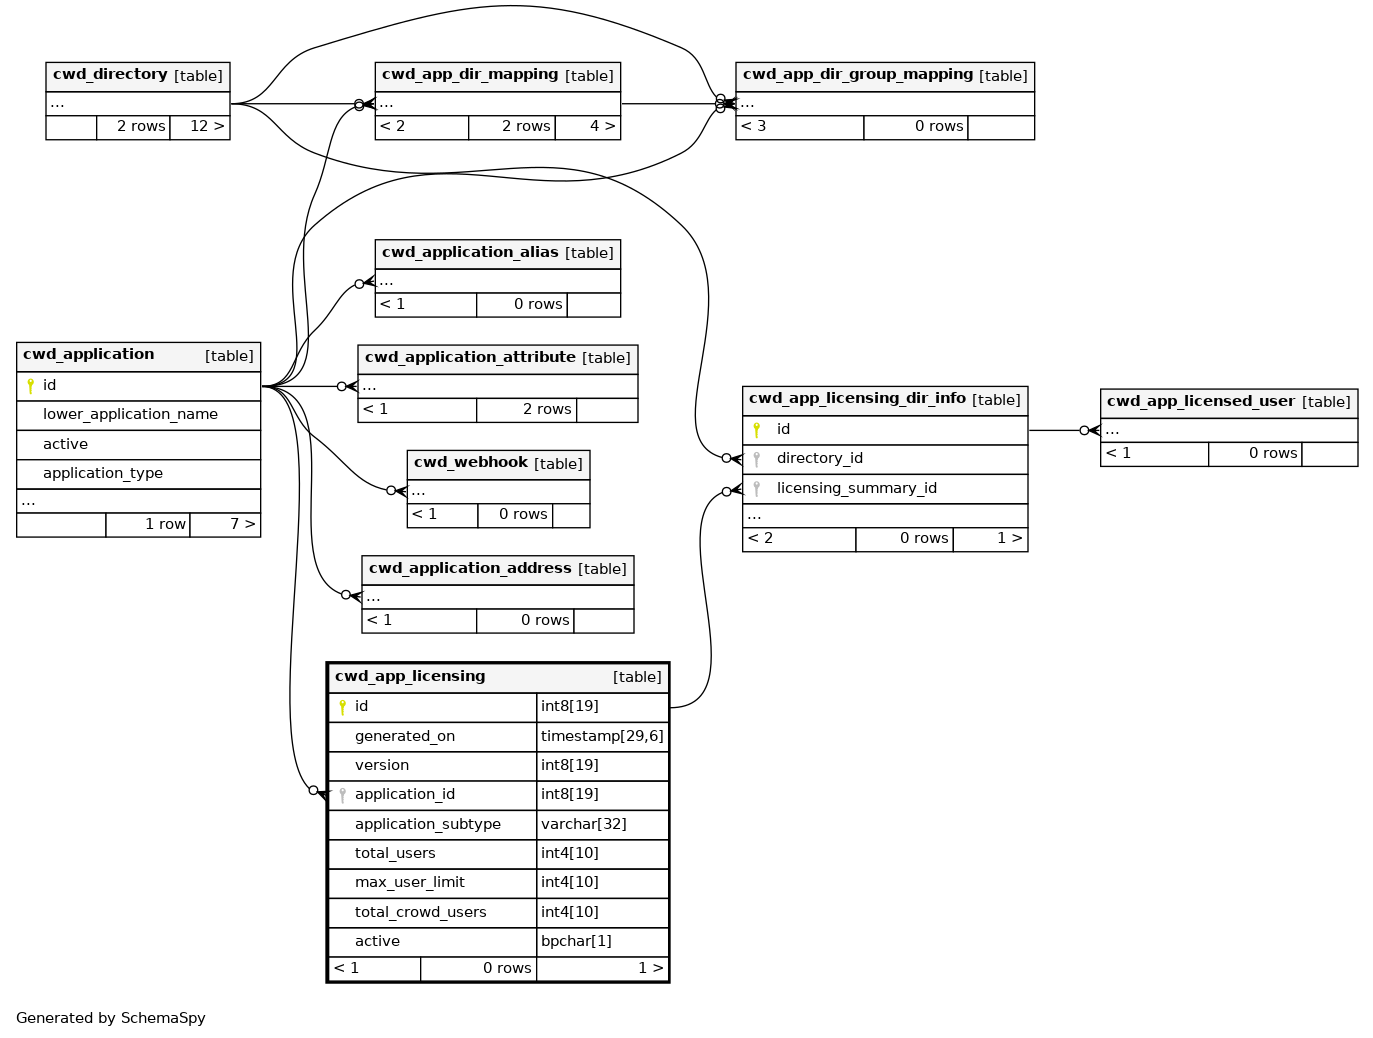 cwd_directory [table]
...
2 rows 12 >
cwd_app_dir_mapping [table]
...
< 2 2 rows 4 >
cwd_app_dir_group_mapping [table]
...
< 3 0 rows
cwd_application_alias [table]
...
< 1 0 rows
cwd_application [table]
id
lower_application_name
active
application_type
...
1 row 7 >
cwd_application_attribute [table]
...
< 1 2 rows
cwd_webhook [table]
...
< 1 0 rows
cwd_application_address [table]
...
< 1 0 rows
cwd_app_licensing_dir_info [table]
id
directory_id
licensing_summary_id
...
< 2 0 rows 1 >
cwd_app_licensed_user [table]
...
< 1 0 rows
cwd_app_licensing [table]
id int8[19]
generated_on timestamp[29,6]
version int8[19]
application_id int8[19]
application_subtype varchar[32]
total_users int4[10]
max_user_limit int4[10]
total_crowd_users int4[10]
active bpchar[1]
< 1 0 rows 1 >
Generated by SchemaSpy